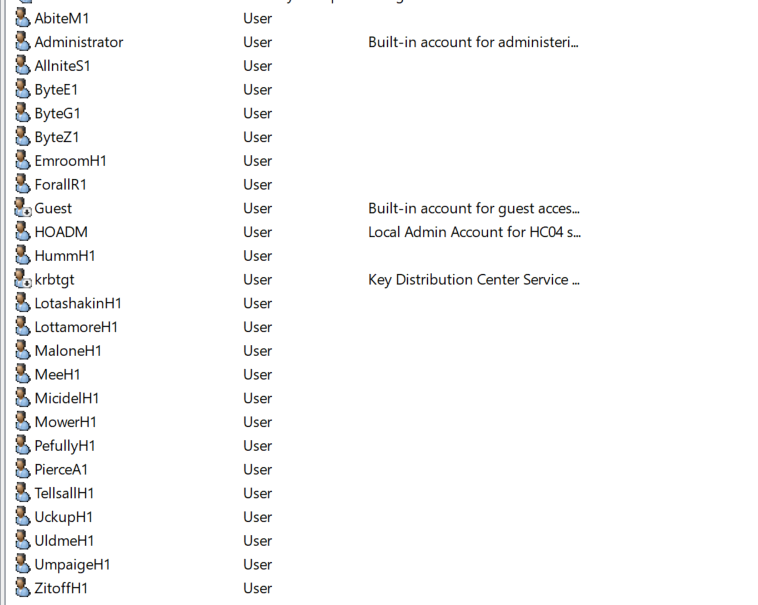 AbiteM1 User
Administrator User Built-in account for administeri...
AllniteS1 User
ByteE1 User
ByteG1 User
ByteZ1 User
EmroomH1 User
ForallR1 User
Guest User Built-in account for guest acces...
HOADM User Local Admin Account for HC04 s...
HummH1 User
krbtgt User Key Distribution Center Service ...
LotashakinH1 User
LottamoreH1 User
MaloneH1 User
MeeH1 User
MicidelH1 User
MowerH1 User
PefullyH1 User
PierceA1 User
TellsallH1 User
UckupH1 User
UldmeH1 User
UmpaigeH1 User
ZitoffH1 User